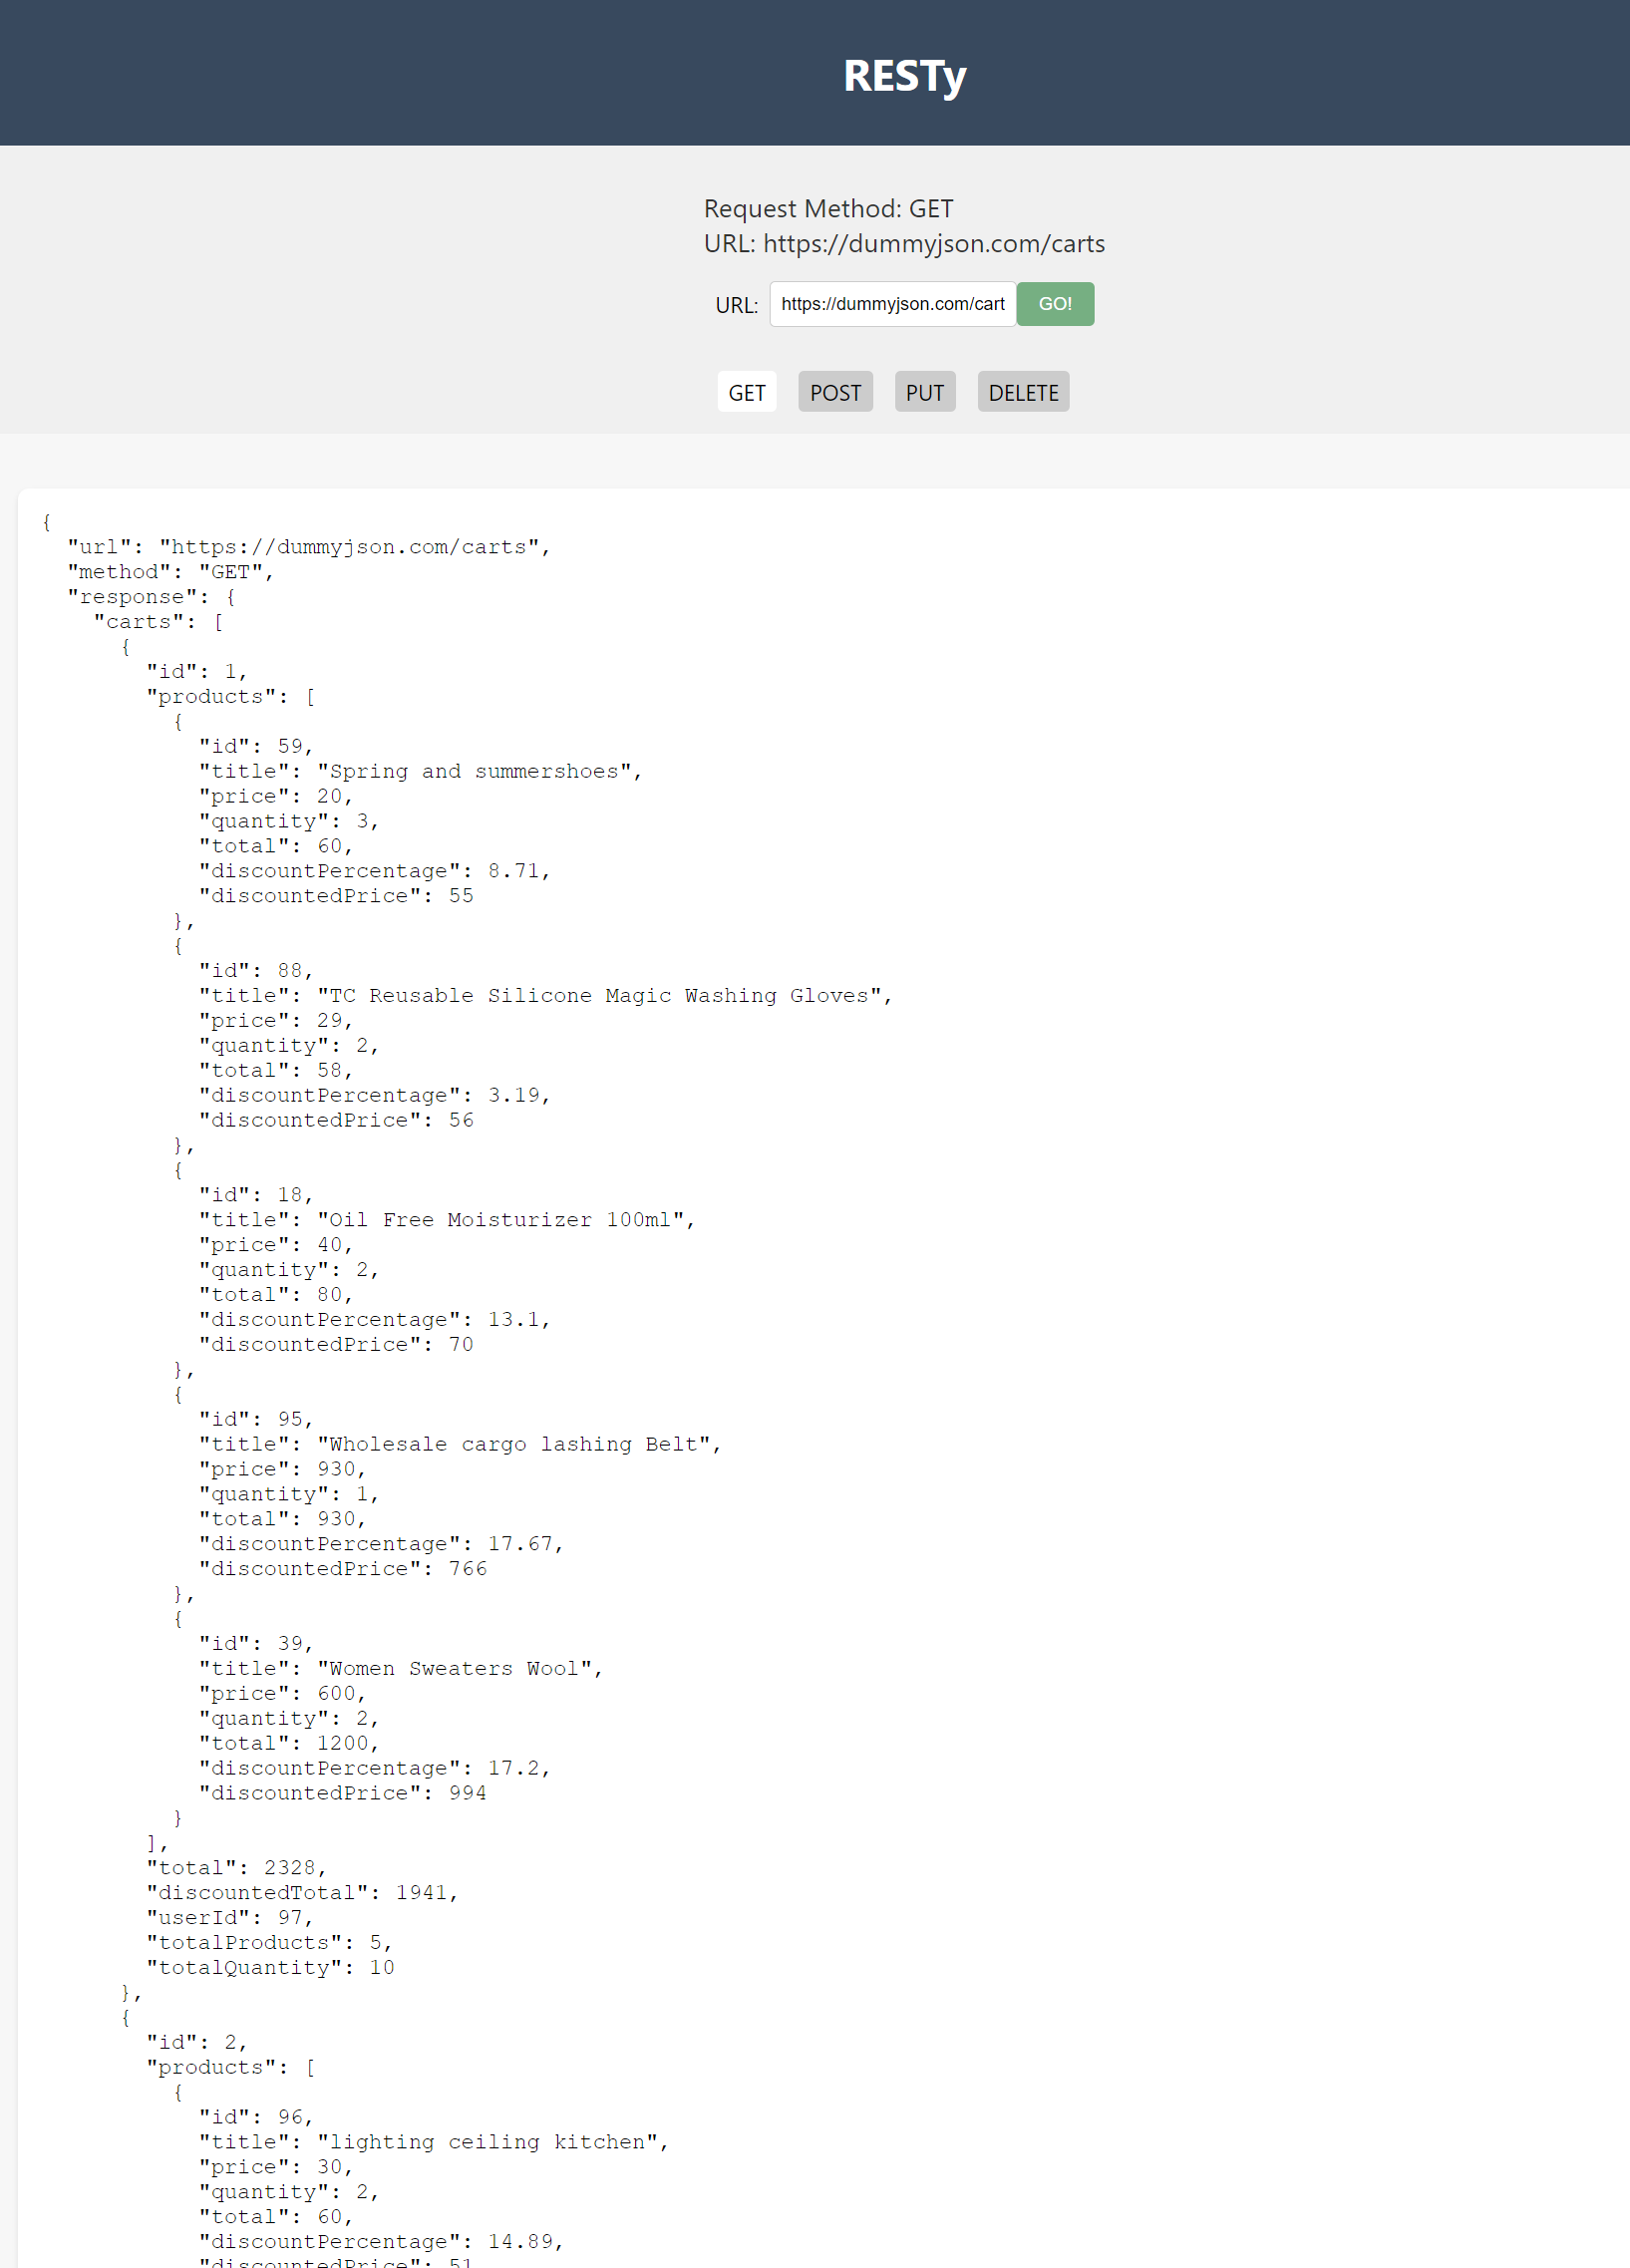 RESTy
Request Method: GET
URL: https://dummyjson.com/carts
URL: https://dummyjson.com/cart GO!
GET POST PUT DELETE
{
  "url": "https://dummyjson.com/carts",
  "method": "GET",
  "response": {
    "carts": [
      {
        "id": 1,
        "products": [
          {
            "id": 59,
            "title": "Spring and summershoes",
            "price": 20,
            "quantity": 3,
            "total": 60,
            "discountPercentage": 8.71,
            "discountedPrice": 55
          },
          {
            "id": 88,
            "title": "TC Reusable Silicone Magic Washing Gloves",
            "price": 29,
            "quantity": 2,
            "total": 58,
            "discountPercentage": 3.19,
            "discountedPrice": 56
          },
          {
            "id": 18,
            "title": "Oil Free Moisturizer 100ml",
            "price": 40,
            "quantity": 2,
            "total": 80,
            "discountPercentage": 13.1,
            "discountedPrice": 70
          },
          {
            "id": 95,
            "title": "Wholesale cargo lashing Belt",
            "price": 930,
            "quantity": 1,
            "total": 930,
            "discountPercentage": 17.67,
            "discountedPrice": 766
          },
          {
            "id": 39,
            "title": "Women Sweaters Wool",
            "price": 600,
            "quantity": 2,
            "total": 1200,
            "discountPercentage": 17.2,
            "discountedPrice": 994
          }
        ],
        "total": 2328,
        "discountedTotal": 1941,
        "userId": 97,
        "totalProducts": 5,
        "totalQuantity": 10
      },
      {
        "id": 2,
        "products": [
          {
            "id": 96,
            "title": "lighting ceiling kitchen",
            "price": 30,
            "quantity": 2,
            "total": 60,
            "discountPercentage": 14.89,
            "discountedPrice": 51